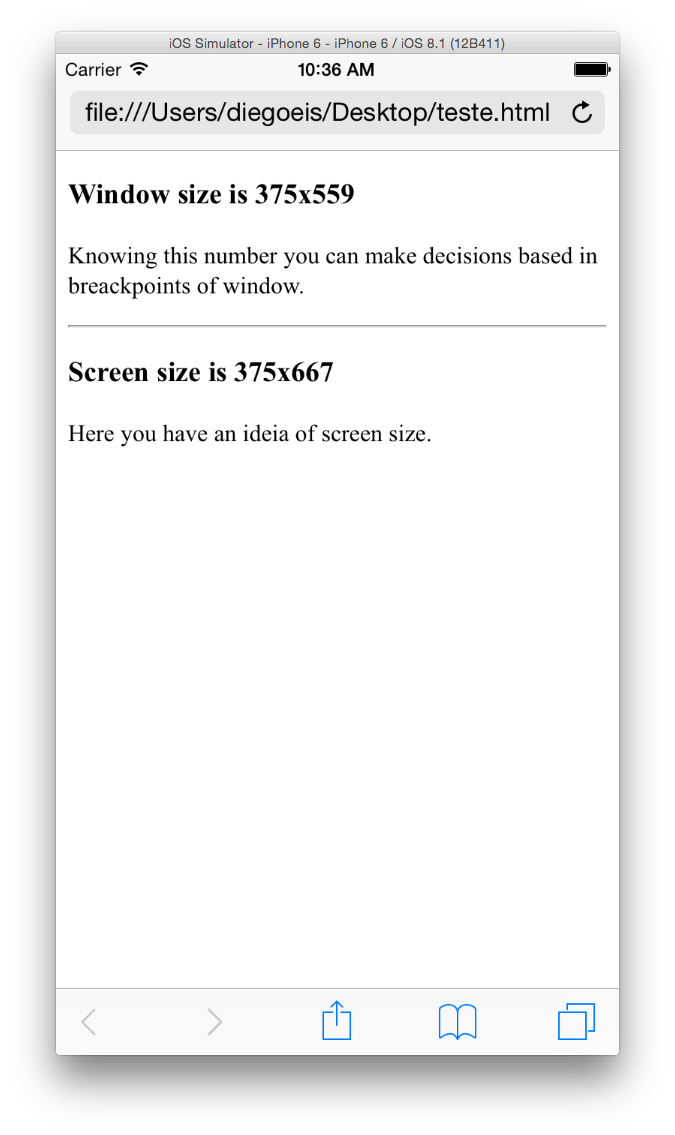 iOS Simulator - iPhone 6 - iPhone 6 / iOS 8.1 (12B411)
Carrier 10:36 AM
file:///Users/diegoeis/Desktop/teste.html
Window size is 375x559
Knowing this number you can make decisions based in
breackpoints of window.
Screen size is 375x667
Here you have an ideia of screen size.